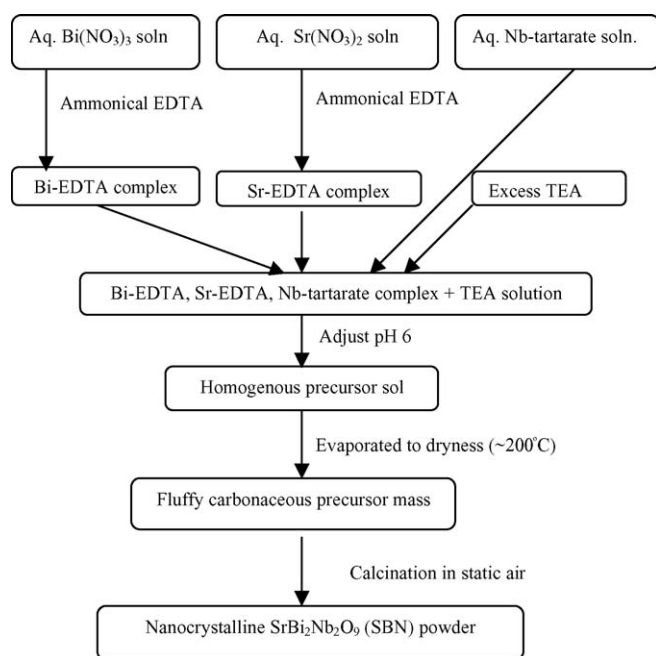 Aq. Bi(NO₃)₃ soln
Aq. Sr(NO₃)₂ soln
Aq. Nb-tartarate soln.
Ammonical EDTA
Ammonical EDTA
Bi-EDTA complex
Sr-EDTA complex
Excess TEA
Bi-EDTA, Sr-EDTA, Nb-tartarate complex + TEA solution
Adjust pH 6
Homogenous precursor sol
Evaporated to dryness (~200°C)
Fluffy carbonaceous precursor mass
Calcination in static air
Nanocrystalline SrBi₂Nb₂O₉ (SBN) powder